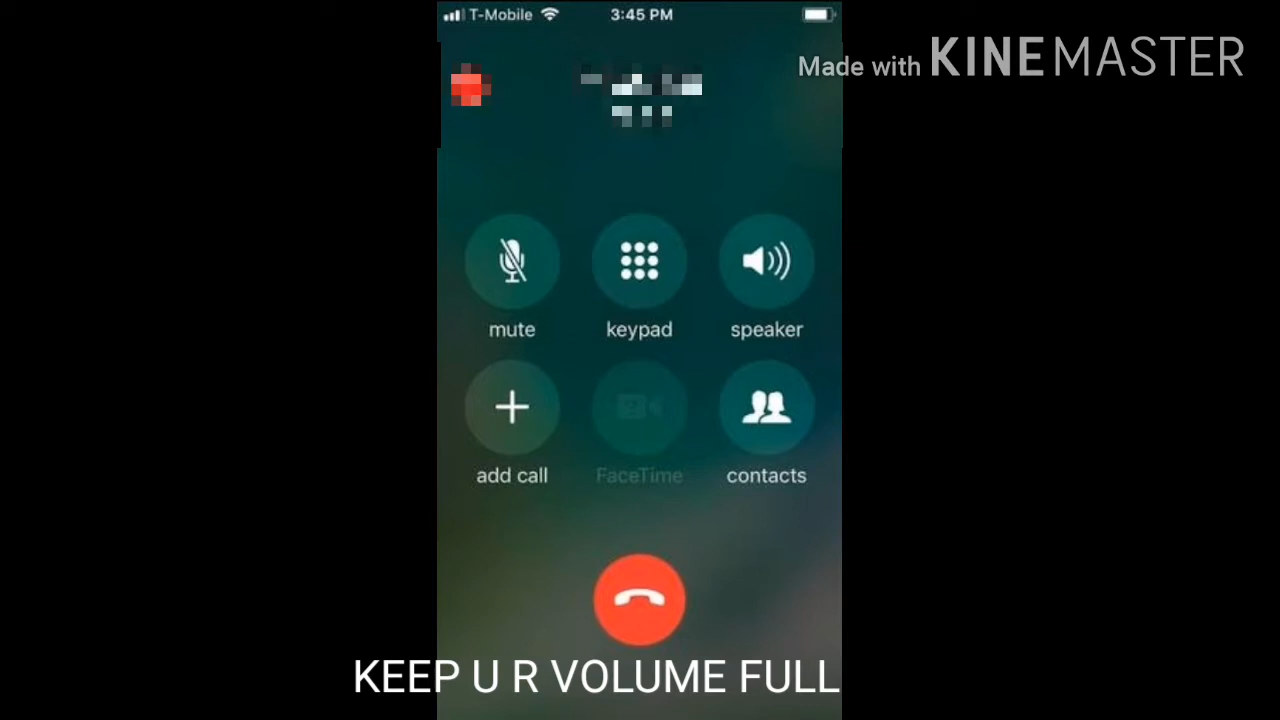 T-Mobile 3:45 PM
Made with KINEMASTER
mute keypad speaker
add call FaceTime contacts
KEEP U R VOLUME FULL